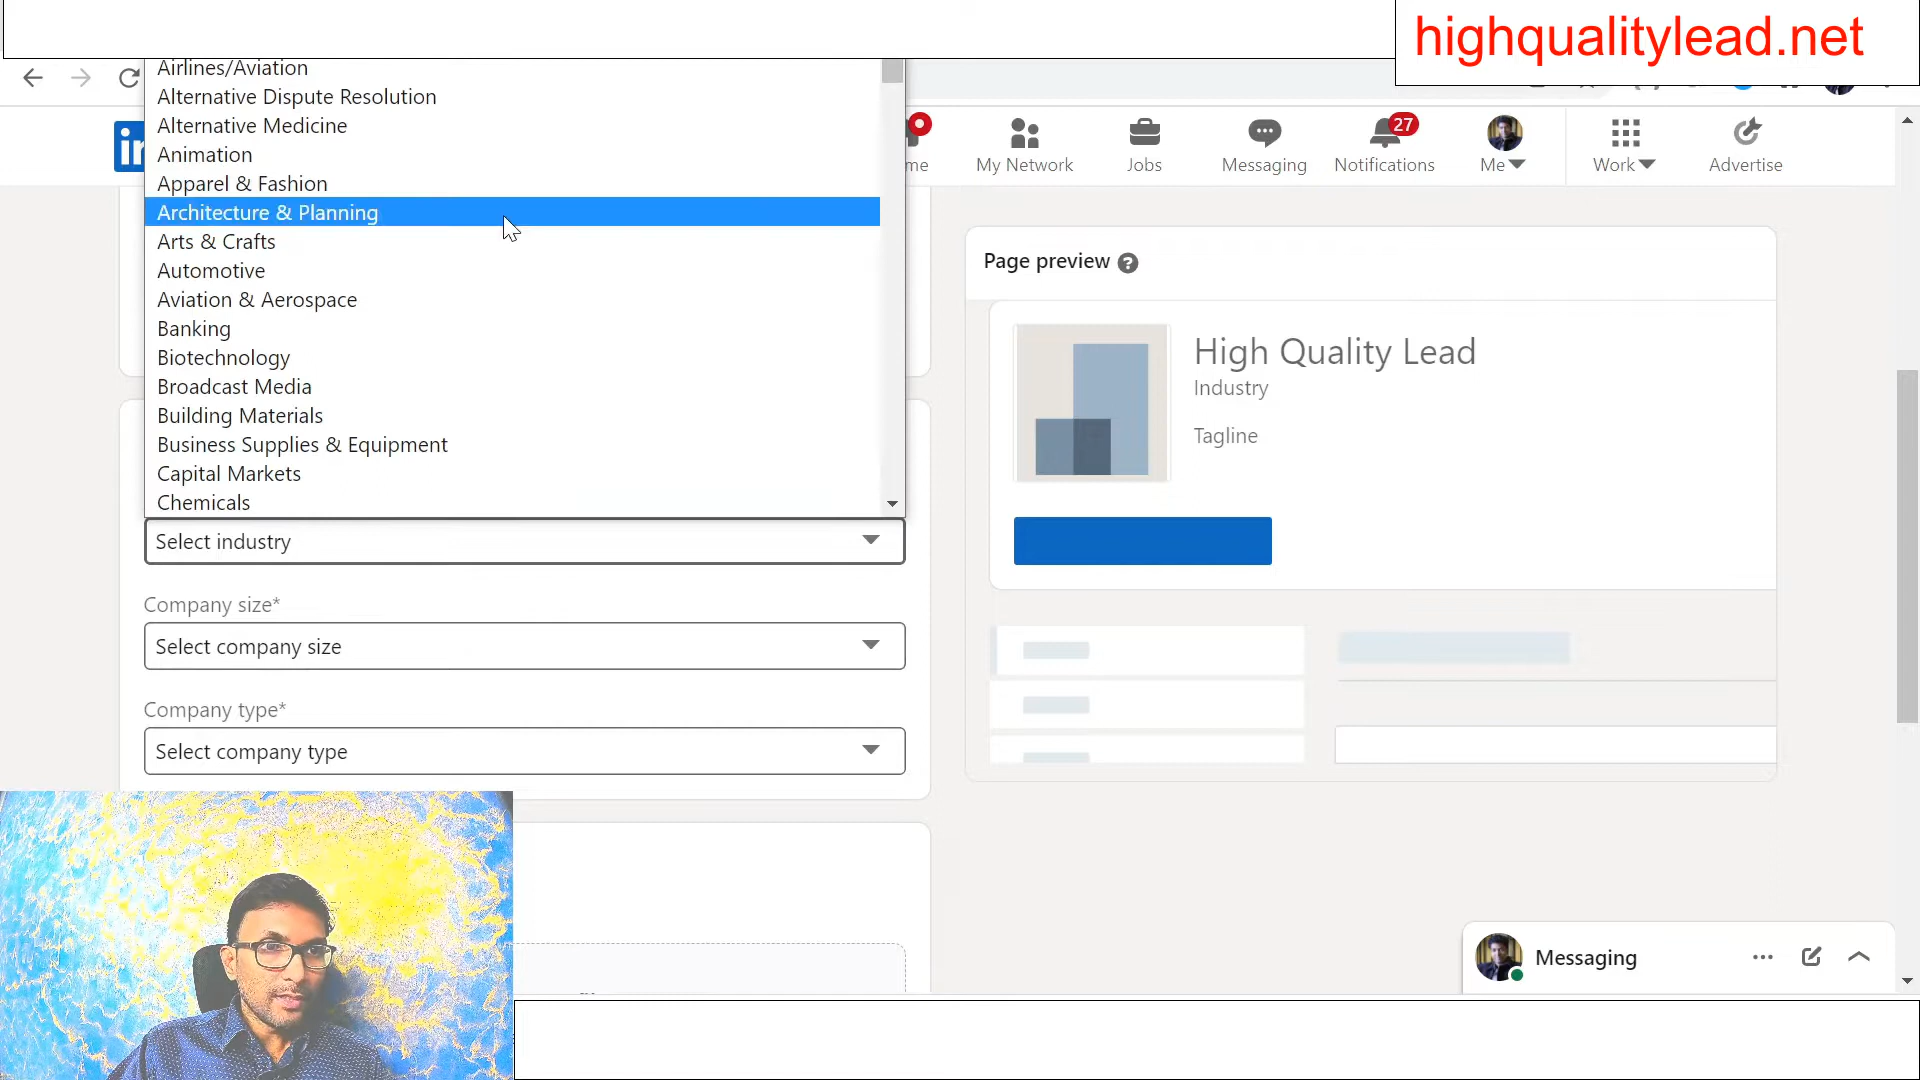 highqualitylead.net
Airlines/Aviation
Alternative Dispute Resolution
Alternative Medicine
Animation
Apparel & Fashion
Architecture & Planning
Arts & Crafts
Automotive
Aviation & Aerospace
Banking
Biotechnology
Broadcast Media
Building Materials
Business Supplies & Equipment
Capital Markets
Chemicals
Select industry
Company size*
Select company size
Company type*
Select company type
in
me
My Network
Jobs
Messaging
27
Notifications
Me
Work
Advertise
Page preview ?
High Quality Lead
Industry
Tagline
Messaging